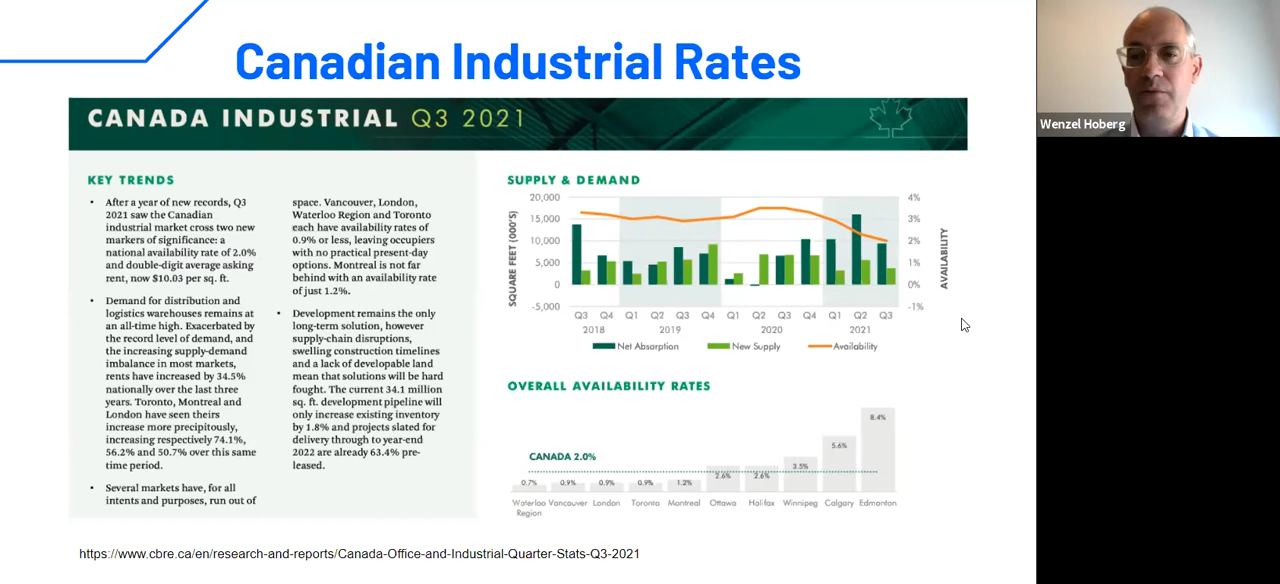 Canadian Industrial Rates
Wenzel Hoberg
CANADA INDUSTRIAL Q3 2021
KEY TRENDS
• After a year of new records, Q3
2021 saw the Canadian
industrial market cross two new
markers of significance: a
national availability rate of 2.0%
and double-digit average asking
rent, now $10.03 per sq. ft.
• Demand for distribution and
logistics warehouses remains at
an all-time high. Exacerbated by
the record level of demand, and
the increasing supply-demand
imbalance in most markets,
rents have increased by 34.5%
nationally over the last three
years. Toronto, Montreal and
London have seen theirs
increase more precipitously,
increasing respectively 74.1%,
56.2% and 50.7% over this same
time period.
• Several markets have, for all
intents and purposes, run out of
space. Vancouver, London,
Waterloo Region and Toronto
each have availability rates of
0.9% or less, leaving occupiers
with no practical present-day
options. Montreal is not far
behind with an availability rate
of just 1.2%.
• Development remains the only
long-term solution, however
supply-chain disruptions,
swelling construction timelines
and a lack of developable land
mean that solutions will be hard
fought. The current 34.1 million
sq. ft. development pipeline will
only increase existing inventory
by 1.8% and projects slated for
delivery through to year-end
2022 are already 63.4% pre-
leased.
SUPPLY & DEMAND
SQUARE FEET (000'S)
20,000
15,000
10,000
5,000
0
-5,000
4%
3%
2%
1%
0%
-1%
AVAILABILITY
Q3 Q4 Q1 Q2 Q3 Q4 Q1 Q2 Q3 Q4 Q1 Q2 Q3
2018 2019 2020 2021
Net Absorption New Supply Availability
OVERALL AVAILABILITY RATES
CANADA 2.0%
0.7% 0.9% 0.9% 0.9% 1.2% 2.6% 2.6% 3.5% 5.6% 8.4%
Waterloo Vancouver London Toronto Montreal Ottawa Halifax Winnipeg Calgary Edmonton
Region
https://www.cbre.ca/en/research-and-reports/Canada-Office-and-Industrial-Quarter-Stats-Q3-2021